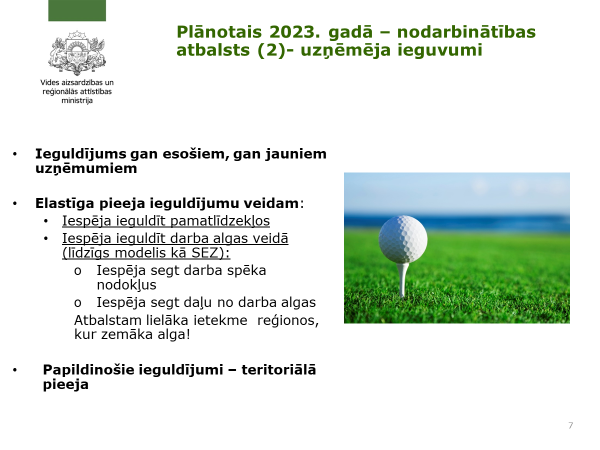 Plānotais 2023. gadā – nodarbinātības
atbalsts (2)- uzņēmēja ieguvumi
Vides aizsardzības un
reģionālās attīstības
ministrija
• Ieguldījums gan esošiem, gan jauniem
uzņēmumiem
• Elastīga pieeja ieguldījumu veidam:
• Iespēja ieguldīt pamatlīdzekļos
• Iespēja ieguldīt darba algas veidā
(līdzīgs modelis kā SEZ):
o Iespēja segt darba spēka
nodokļus
o Iespēja segt daļu no darba algas
Atbalstam lielāka ietekme reģionos,
kur zemāka alga!
• Papildinošie ieguldījumi – teritoriālā
pieeja
7